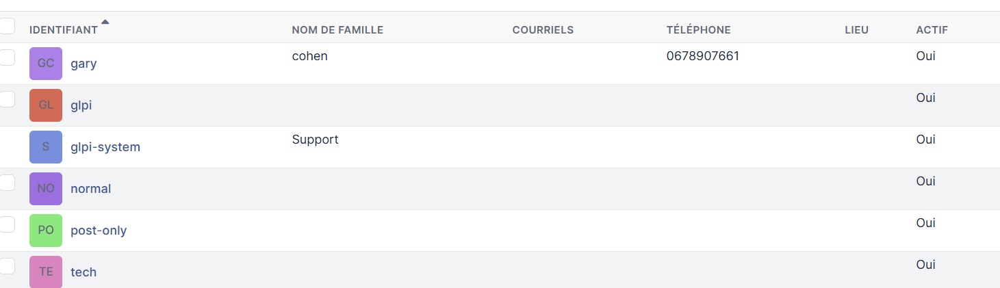 IDENTIFIANT NOM DE FAMILLE COURRIELS TÉLÉPHONE LIEU ACTIF
GC gary cohen 0678907661 Oui
GL glpi Oui
S glpi-system Support Oui
NO normal Oui
PO post-only Oui
TE tech Oui